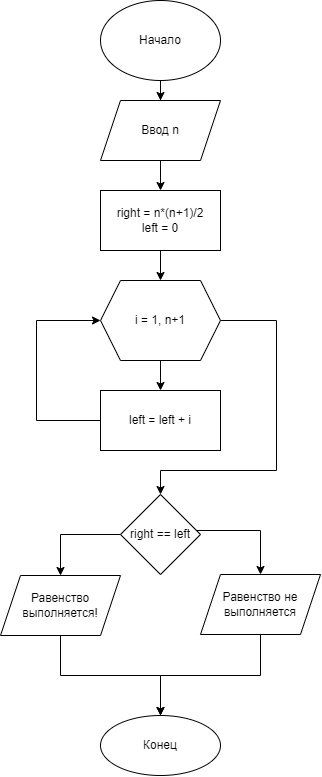 Начало
Ввод n
right = n*(n+1)/2
left = 0
i = 1, n+1
left = left + i
right == left
Равенство
выполняется!
Равенство не
выполняется
Конец